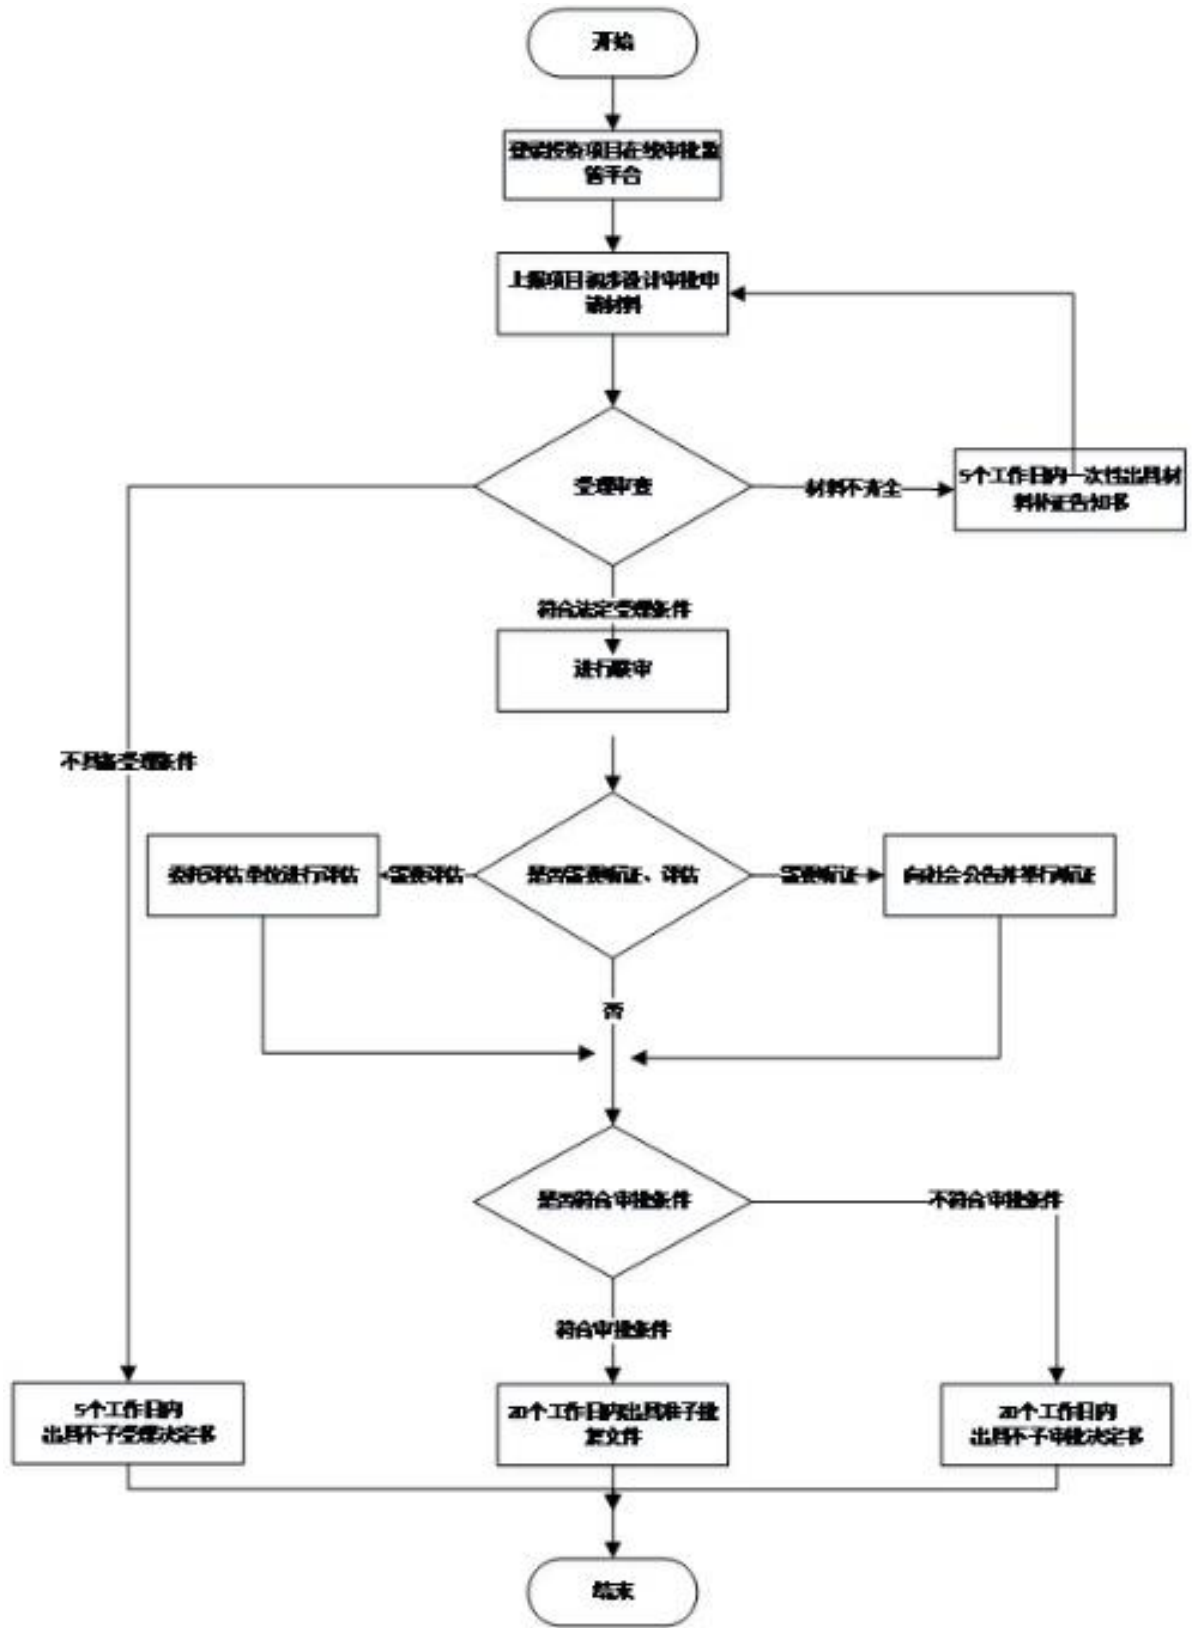 开始
登录投资项目在线审批监
管平台
上报项目初步设计审批申
请材料
受理审查
材料不齐全
5个工作日内一次性出具材
料补正告知书
符合法定受理条件
进行联审
不具备受理条件
委托评估单位进行评估
需要评估
是否需要听证、评估
需要听证
向社会公告并举行听证
否
是否符合审批条件
不符合审批条件
符合审批条件
5个工作日内
出具不予受理决定书
20个工作日内出具准予批
复文件
20个工作日内
出具不予审批决定书
结束